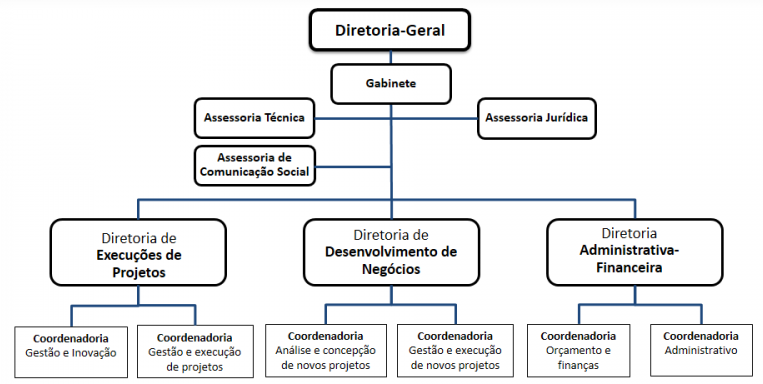 Diretoria-Geral
Gabinete
Assessoria Técnica
Assessoria Jurídica
Assessoria de
Comunicação Social
Diretoria de
Execuções de
Projetos
Diretoria de
Desenvolvimento de
Negócios
Diretoria
Administrativa-
Financeira
Coordenadoria
Gestão e Inovação
Coordenadoria
Gestão e execução
de projetos
Coordenadoria
Análise e concepção
de novos projetos
Coordenadoria
Gestão e execução
de novos projetos
Coordenadoria
Orçamento e
finanças
Coordenadoria
Administrativo